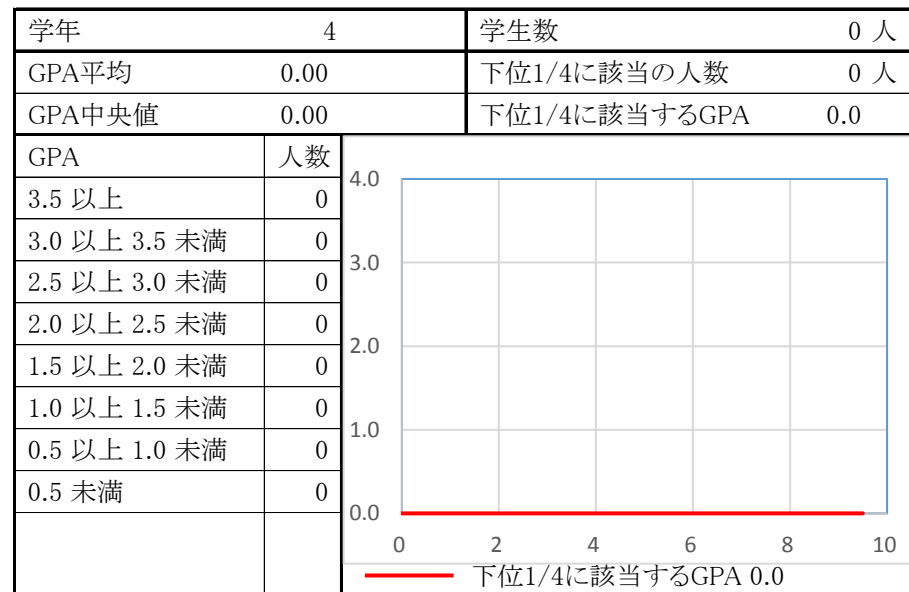 学年 4 学生数 0 人
GPA平均 0.00 下位1/4に該当の人数 0 人
GPA中央値 0.00 下位1/4に該当するGPA 0.0
GPA 人数
3.5 以上 0
3.0 以上 3.5 未満 0
2.5 以上 3.0 未満 0
2.0 以上 2.5 未満 0
1.5 以上 2.0 未満 0
1.0 以上 1.5 未満 0
0.5 以上 1.0 未満 0
0.5 未満 0
4.0
3.0
2.0
1.0
0.0
0 2 4 6 8 10
下位1/4に該当するGPA 0.0